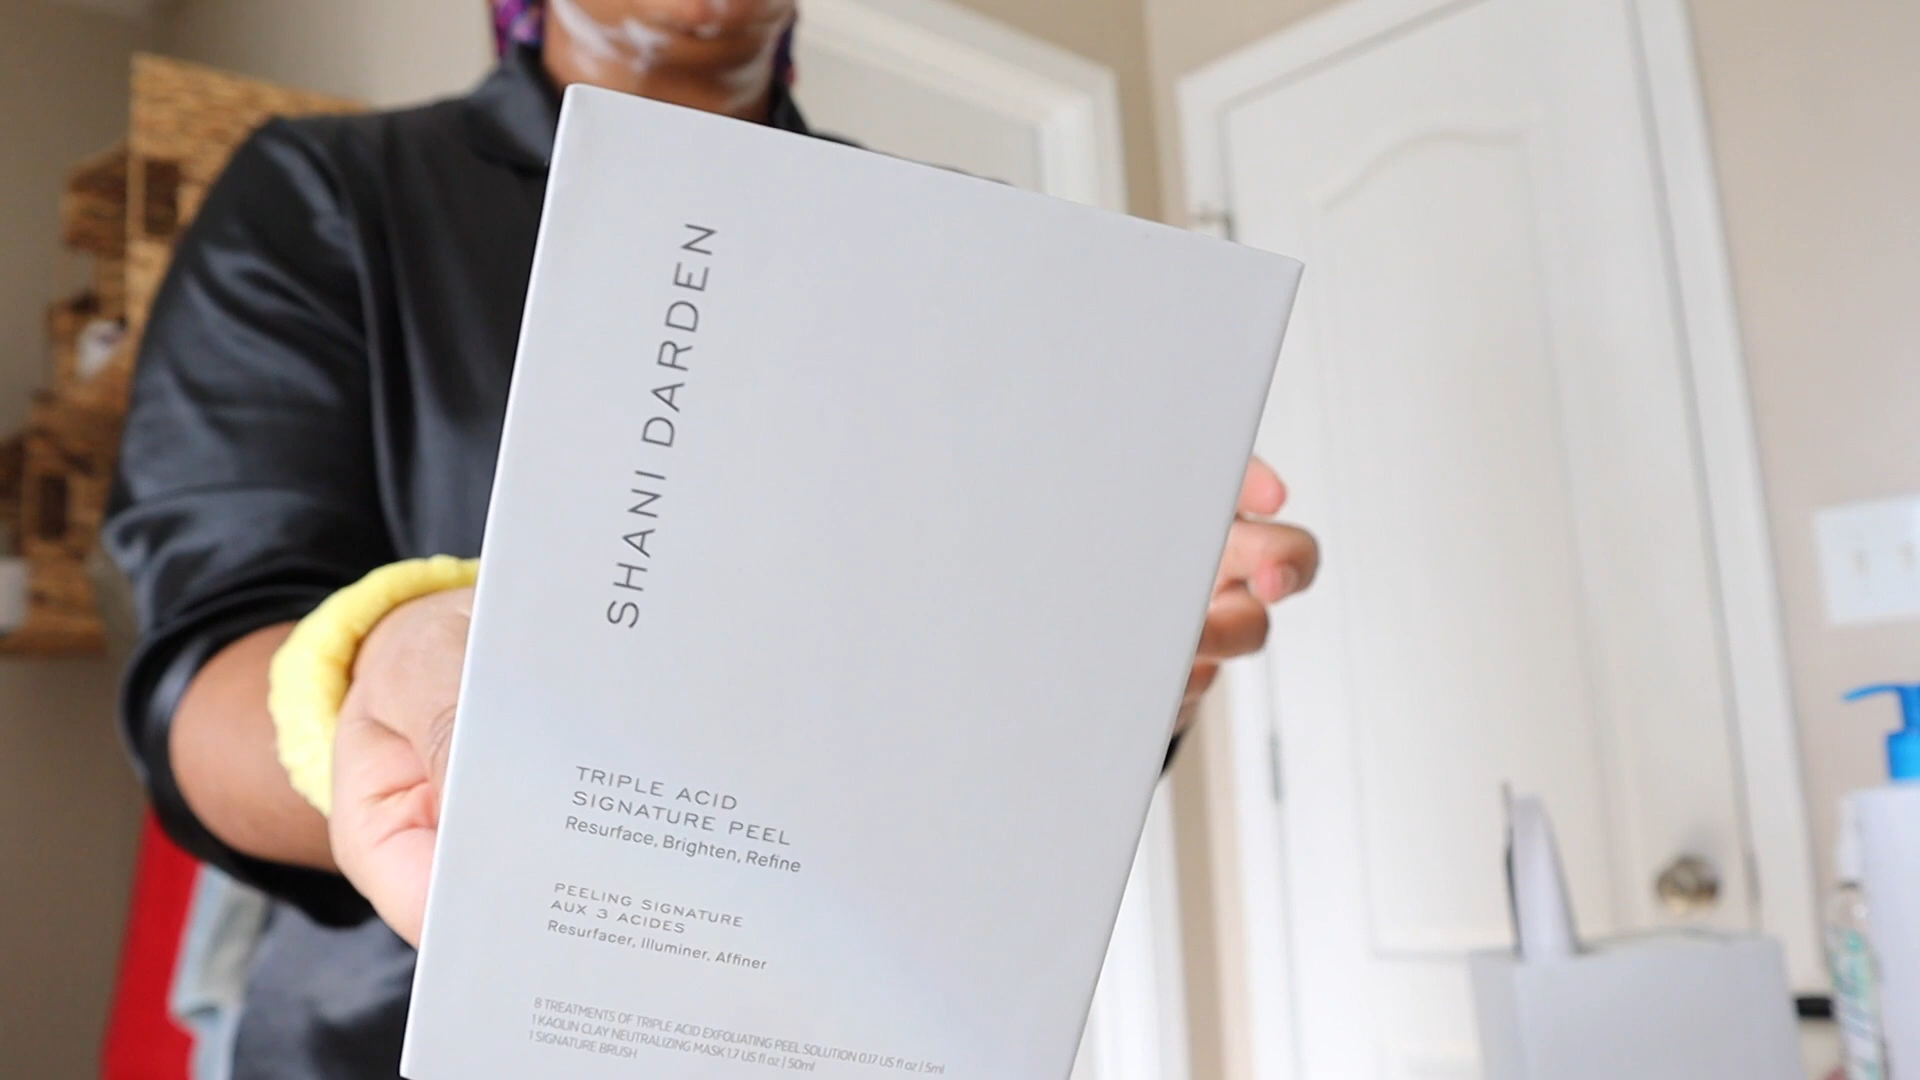 SHANI DARDEN
TRIPLE ACID
SIGNATURE PEEL
Resurface, Brighten, Refine
PEELING SIGNATURE
AUX 3 ACIDES
Resurfacer, Illuminer, Affiner
8 TREATMENTS OF TRIPLE ACID EXFOLIATING PEEL SOLUTION 0.17 US fl oz | 5ml
1 KAOLIN CLAY NEUTRALIZING MASK 1.7 US fl oz | 50ml
1 SIGNATURE BRUSH